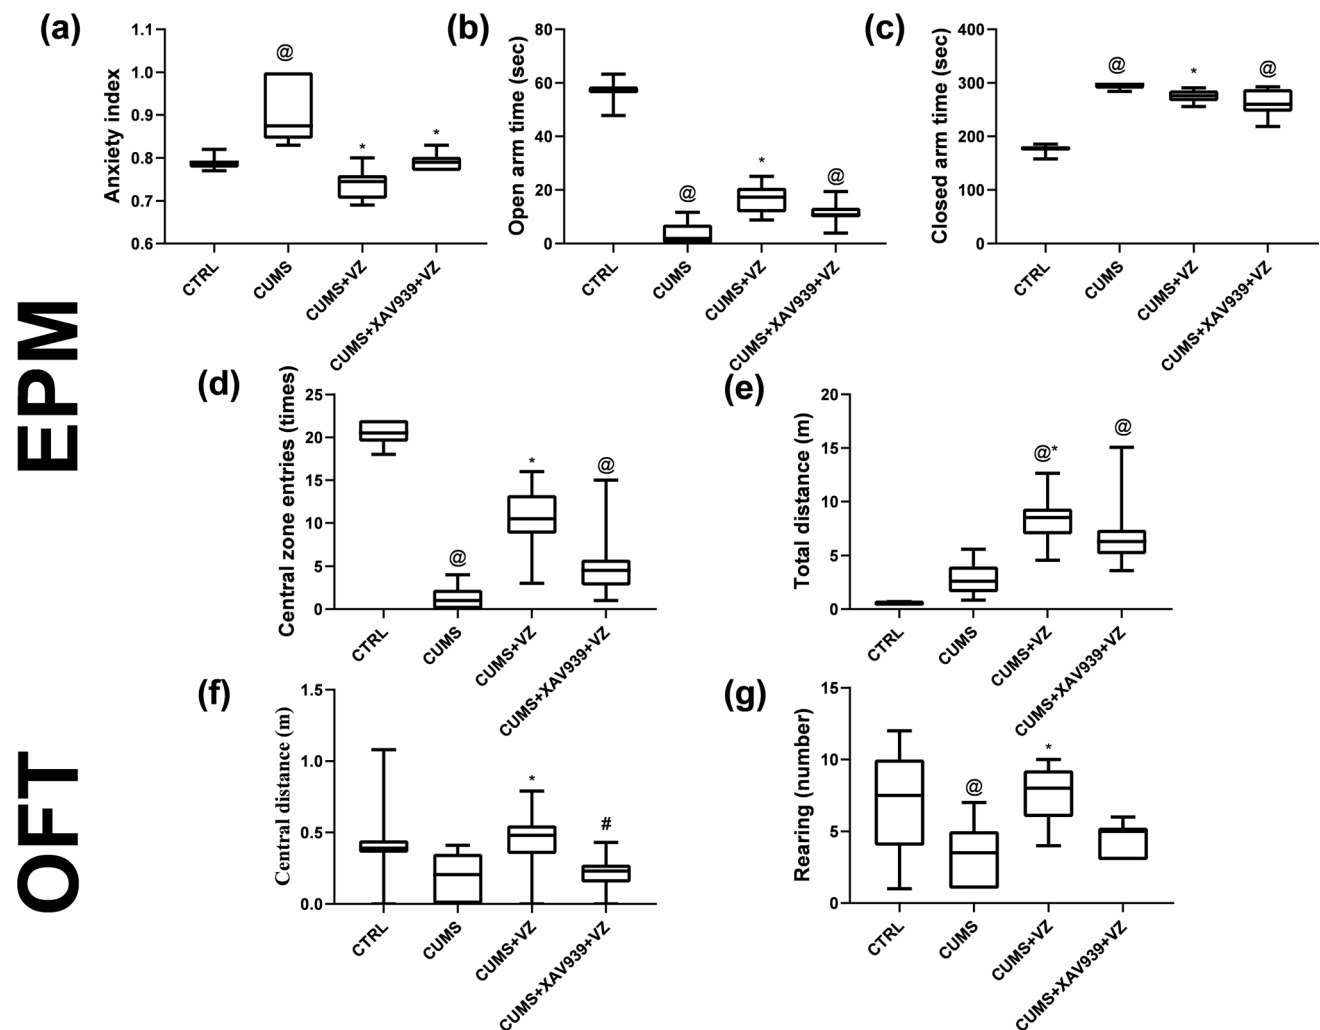 EPM
(a)
Anxiety index
1.1
1.0
0.9
0.8
0.7
0.6
@
*
*
CTRL
CUMS
CUMS+VZ
CUMS+XAV939+VZ
(b)
Open arm time (sec)
80
60
40
20
0
@
*
@
CTRL
CUMS
CUMS+VZ
CUMS+XAV939+VZ
(c)
Closed arm time (sec)
400
300
200
100
0
@
*
@
CTRL
CUMS
CUMS+VZ
CUMS+XAV939+VZ
OFT
(d)
Central zone entries (times)
25
20
15
10
5
0
@
*
@
CTRL
CUMS
CUMS+VZ
CUMS+XAV939+VZ
(e)
Total distance (m)
20
15
10
5
0
@*
@
CTRL
CUMS
CUMS+VZ
CUMS+XAV939+VZ
(f)
Central distance (m)
1.5
1.0
0.5
0.0
*
#
CTRL
CUMS
CUMS+VZ
CUMS+XAV939+VZ
(g)
Rearing (number)
15
10
5
0
@
*
CTRL
CUMS
CUMS+VZ
CUMS+XAV939+VZ